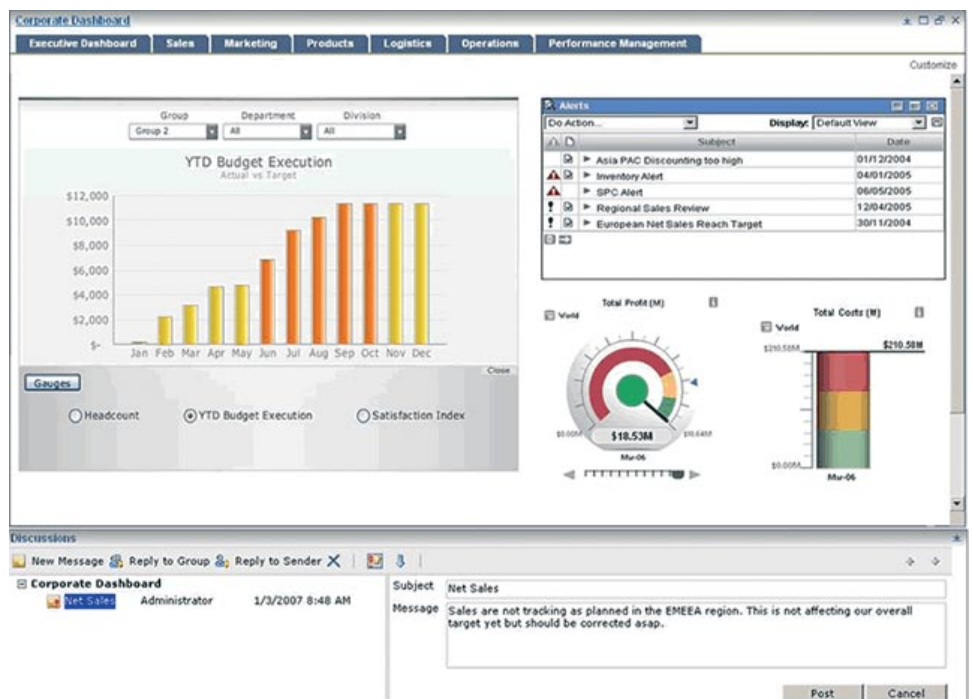 Corporate Dashboard
Executive Dashboard Sales Marketing Products Logistics Operations Performance Management
Customize
Group Department Division
Group 2 All All
YTD Budget Execution
Actual vs Target
$12,000
$10,000
$8,000
$6,000
$4,000
$2,000
$-
Jan Feb Mar Apr May Jun Jul Aug Sep Oct Nov Dec
Close
Gauges
Headcount YTD Budget Execution Satisfaction Index
Alerts
Do Action... Display: Default View
Subject Date
Asia PAC Discounting too high 01/12/2004
Inventory Alert 04/01/2005
SPC Alert 06/05/2005
Regional Sales Review 12/04/2005
European Net Sales Reach Target 30/11/2004
Total Profit (M)
World
$0.00M $18.53M
Mar-06
Total Costs (M)
World
$210.58M $210.58M
$0.00M
Mar-06
Discussions
New Message Reply to Group Reply to Sender
Corporate Dashboard
Net Sales Administrator 1/3/2007 8:48 AM
Subject Net Sales
Message Sales are not tracking as planned in the EMEEA region. This is not affecting our overall
target yet but should be corrected asap.
Post Cancel